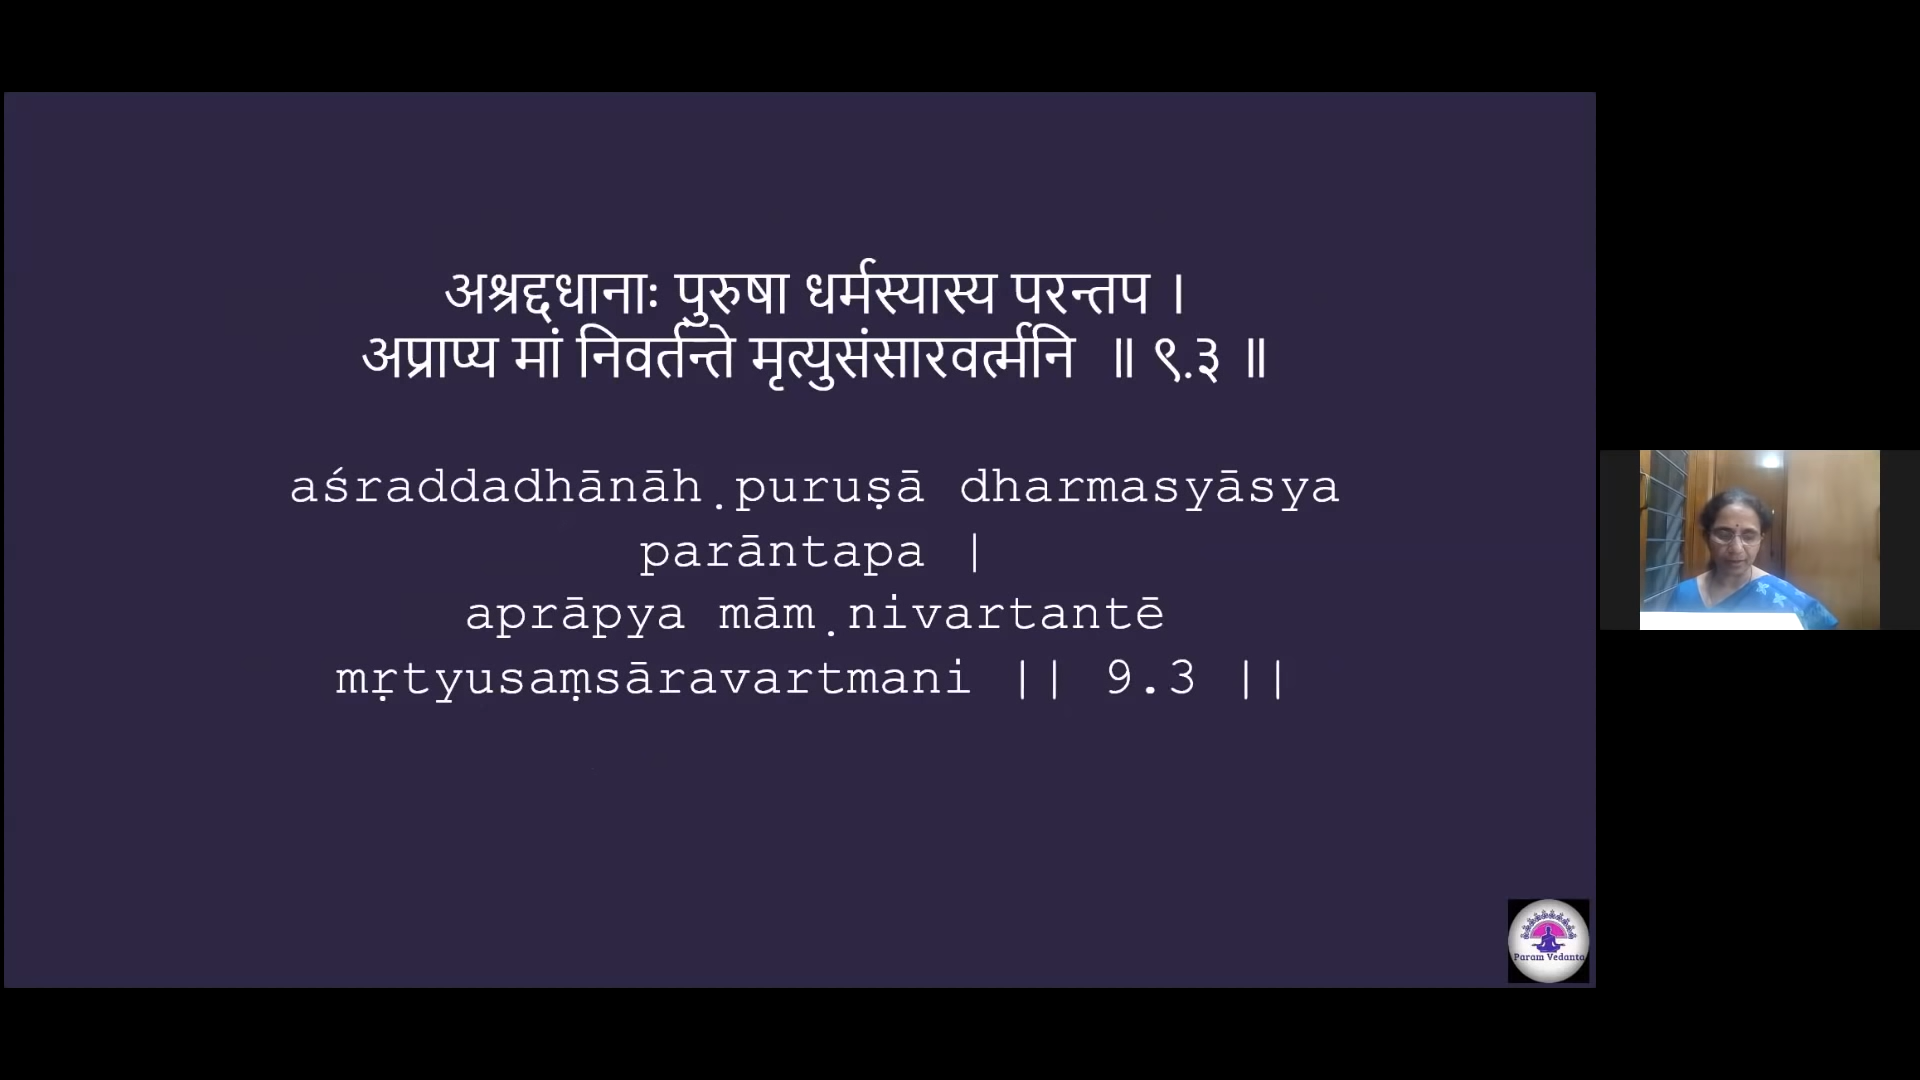 अश्रद्दधानाः पुरुषा धर्मस्यास्य परन्तप ।
अप्राप्य मां निवर्तन्ते मृत्युसंसारवर्त्मनि ॥ ९.३ ॥
aśraddadhānāḥ puruṣā dharmasyāsya
parāntapa |
aprāpya māṃ nivartantē
mṛtyusaṃsāravartmani || 9.3 ||
Param Vedanta